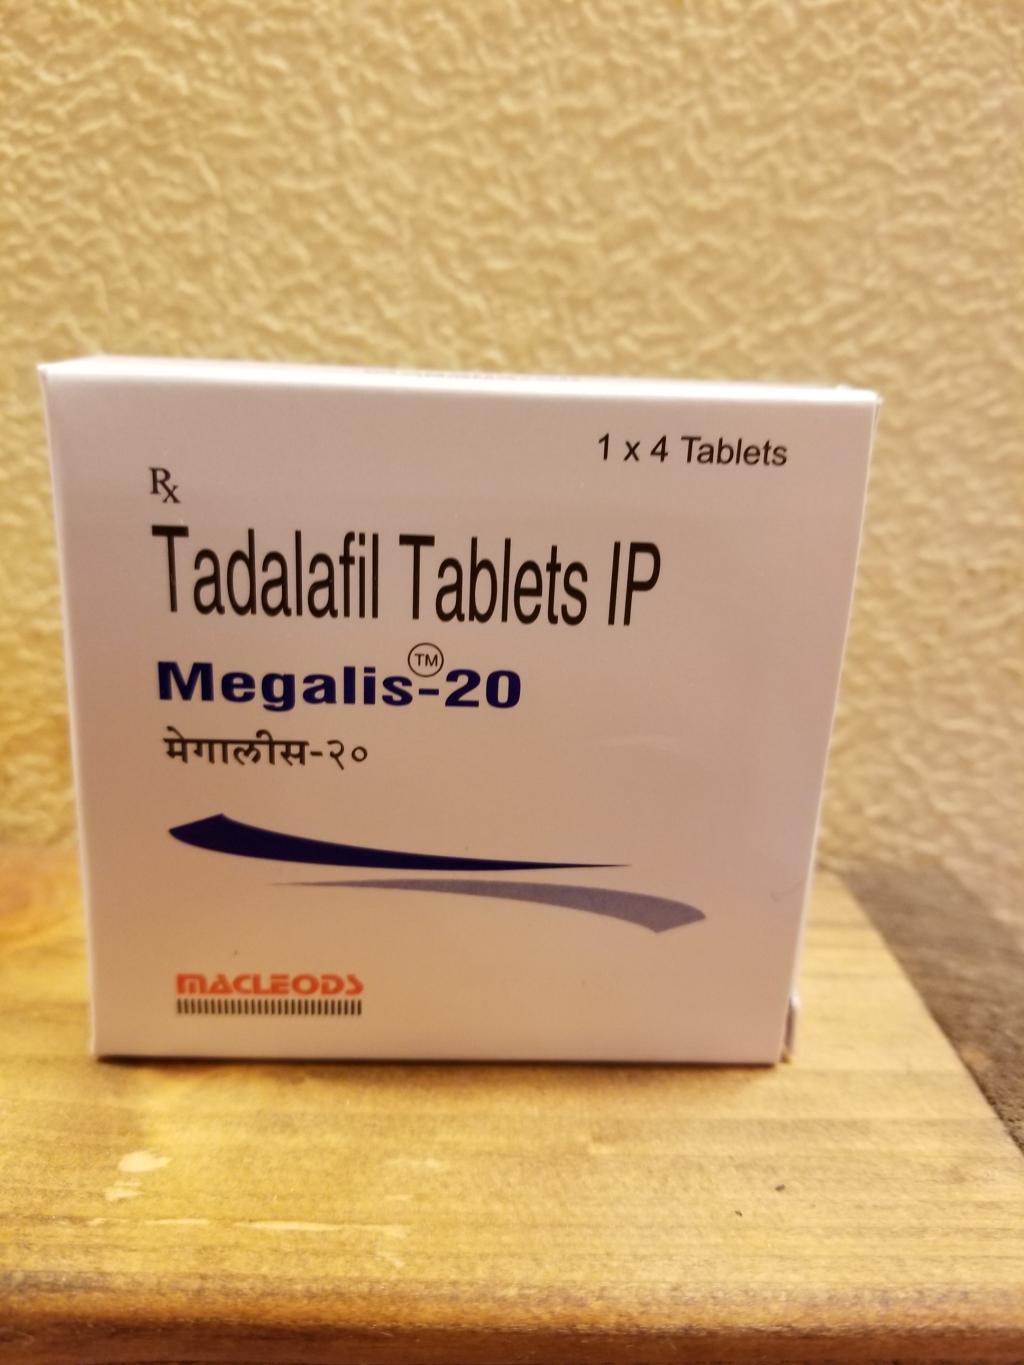 1 x 4 Tablets
Rx
Tadalafil Tablets IP
Megalis™-20
मेगालीस-२०
MACLEODS